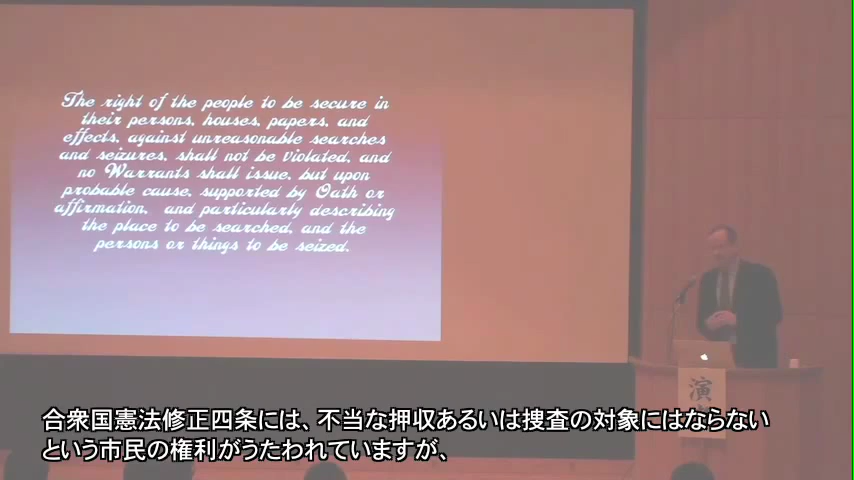 The right of the people to be secure in
their persons, houses, papers, and
effects, against unreasonable searches
and seizures, shall not be violated, and
no Warrants shall issue, but upon
probable cause, supported by Oath or
affirmation, and particularly describing
the place to be searched, and the
persons or things to be seized.
演
合衆国憲法修正四条には、不当な押収あるいは捜査の対象にはならない
という市民の権利がうたわれていますが、